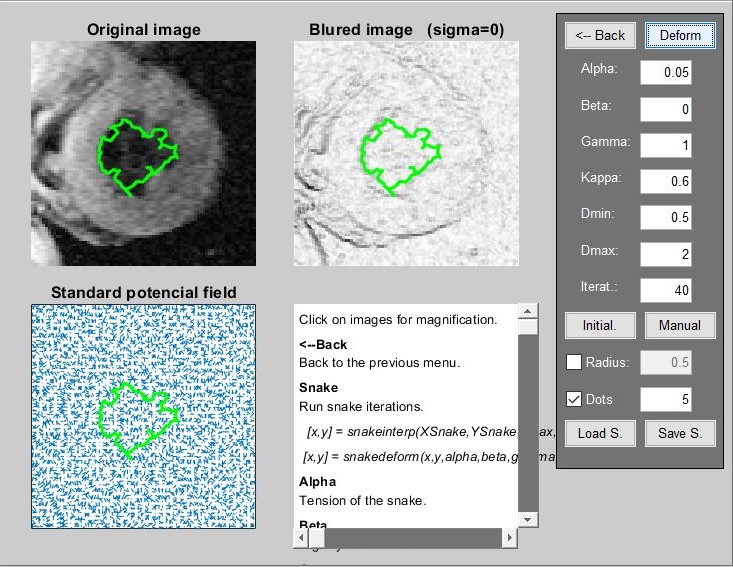 Original image
Blured image (sigma=0)
<-- Back
Deform
Alpha:
0.05
Beta:
0
Gamma:
1
Kappa:
0.6
Dmin:
0.5
Dmax:
2
Iterat.:
40
Initial.
Manual
Radius:
0.5
Dots
5
Load S.
Save S.
Standard potencial field
Click on images for magnification.
<--Back
Back to the previous menu.
Snake
Run snake iterations.
[x,y] = snakeinterp(XSnake,YSnake
[x,y] = snakedeform(x,y,alpha,beta,g
Alpha
Tension of the snake.
Beta